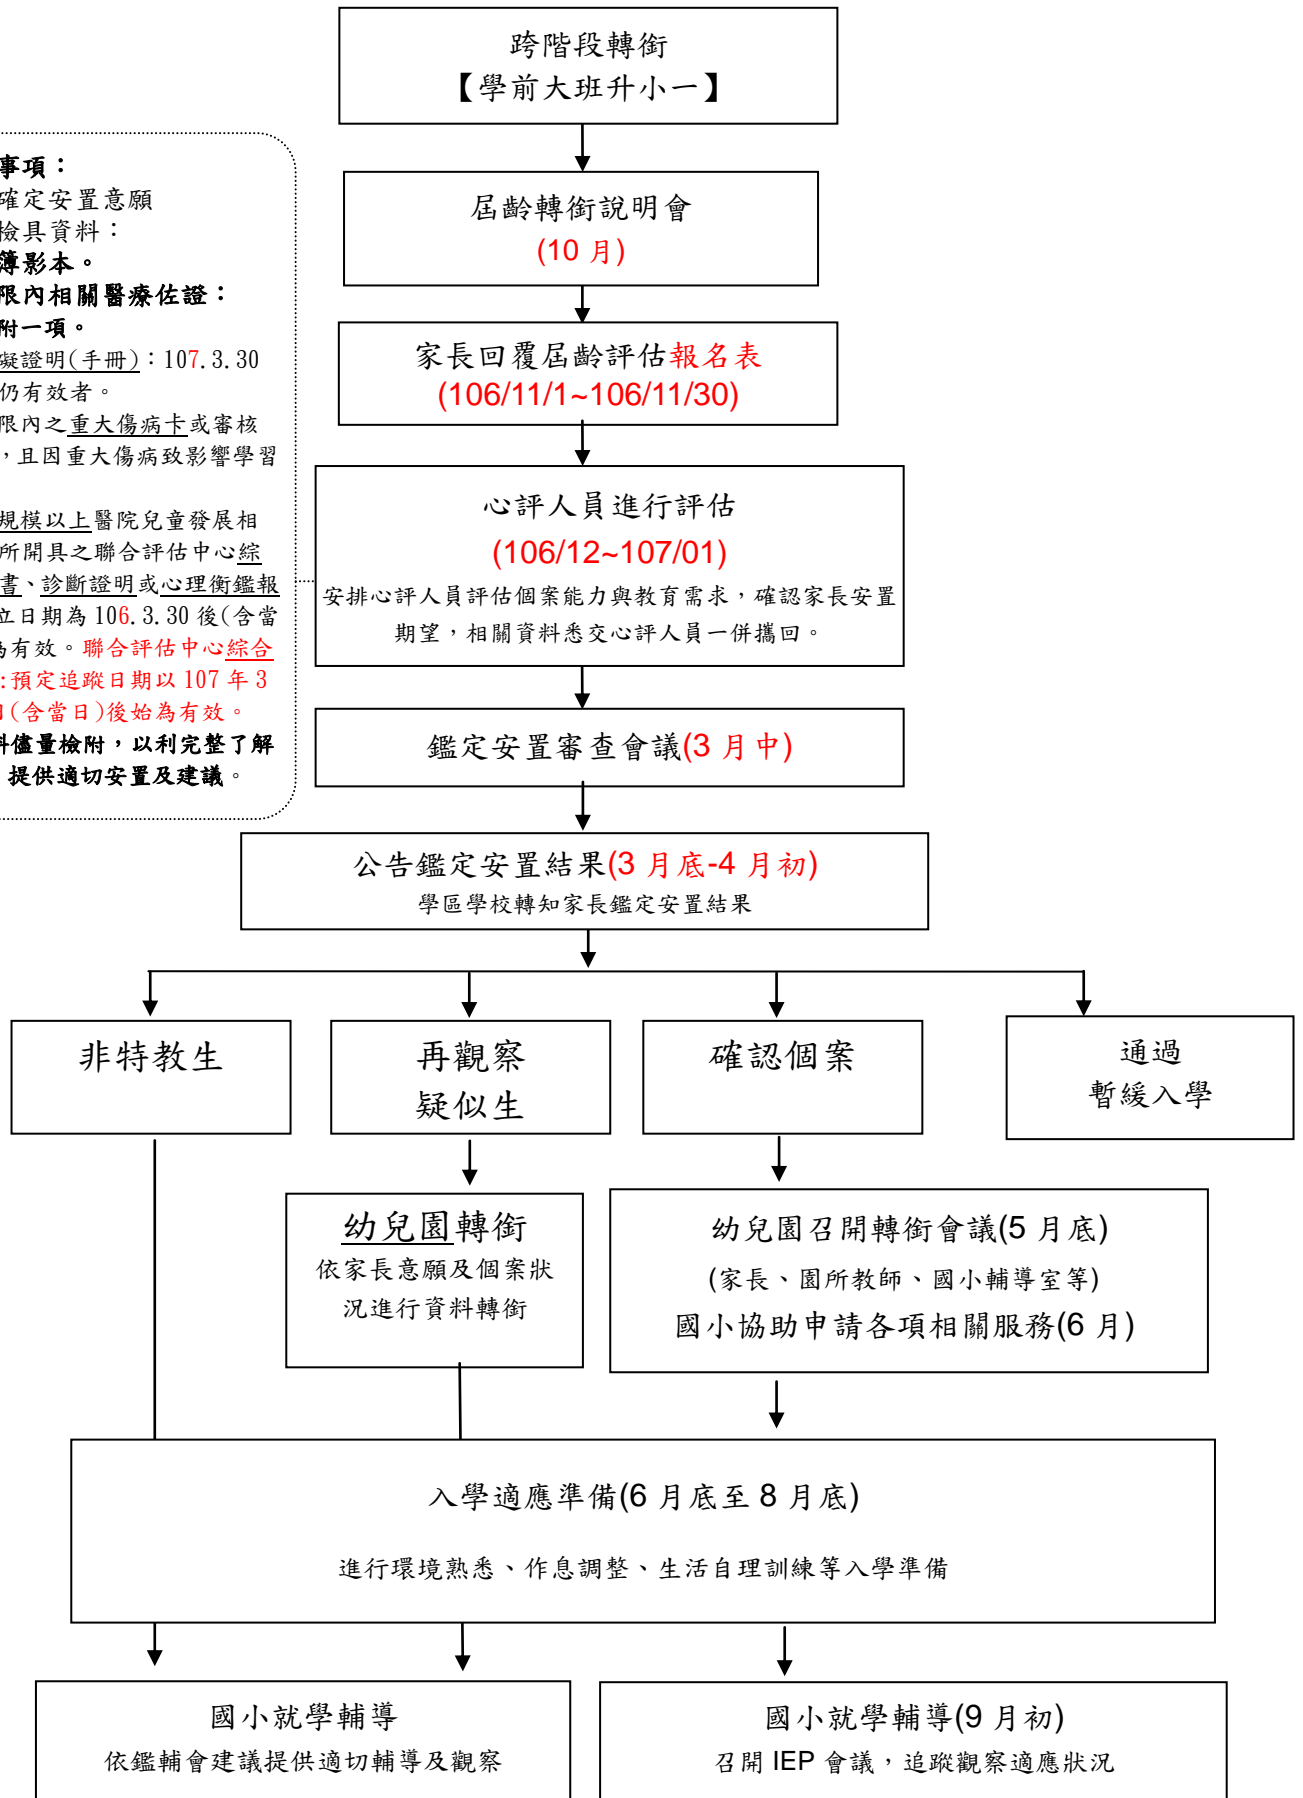 跨階段轉銜
【學前大班升小一】
屆齡轉銜說明會
(10 月)
家長回覆屆齡評估報名表
(106/11/1~106/11/30)
事項：
確定安置意願
檢具資料：
簿影本。
限內相關醫療佐證：
附一項。
礙證明(手冊)：107.3.30
仍有效者。
限內之重大傷病卡或審核
，且因重大傷病致影響學習
規模以上醫院兒童發展相
所開具之聯合評估中心綜
書、診斷證明或心理衡鑑報
立日期為 106.3.30 後(含當
為有效。聯合評估中心綜合
:預定追蹤日期以 107 年 3
日(含當日)後始為有效。
料儘量檢附，以利完整了解
提供適切安置及建議。
心評人員進行評估
(106/12~107/01)
安排心評人員評估個案能力與教育需求，確認家長安置
期望，相關資料悉交心評人員一併攜回。
鑑定安置審查會議(3 月中)
公告鑑定安置結果(3 月底-4 月初)
學區學校轉知家長鑑定安置結果
非特教生
再觀察
疑似生
確認個案
通過
暫緩入學
幼兒園轉銜
依家長意願及個案狀
況進行資料轉銜
幼兒園召開轉銜會議(5 月底)
(家長、園所教師、國小輔導室等)
國小協助申請各項相關服務(6 月)
入學適應準備(6 月底至 8 月底)
進行環境熟悉、作息調整、生活自理訓練等入學準備
國小就學輔導
依鑑輔會建議提供適切輔導及觀察
國小就學輔導(9 月初)
召開 IEP 會議，追蹤觀察適應狀況